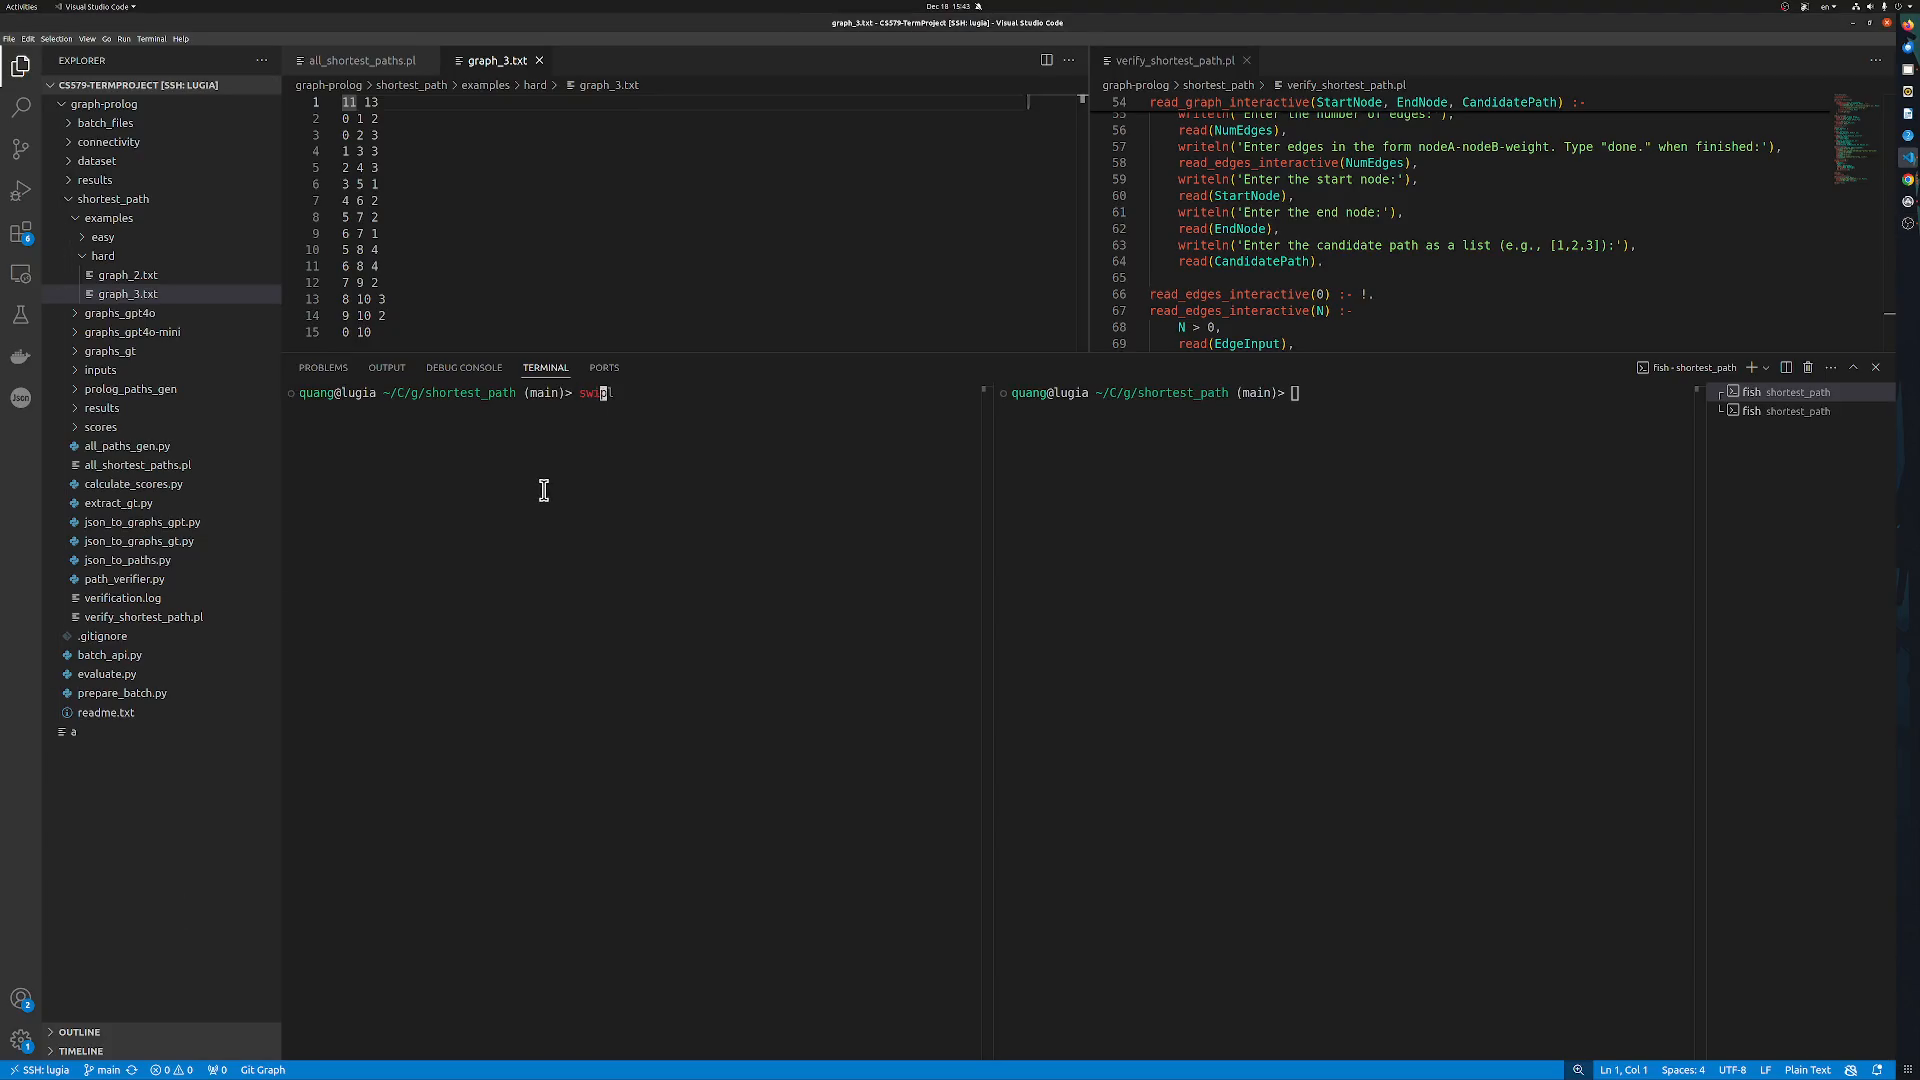 Activities
Visual Studio Code
Dec 18 15:43
en
graph_3.txt - CS579-TermProject [SSH: lugia] - Visual Studio Code
File Edit Selection View Go Run Terminal Help
EXPLORER
CS579-TERMPROJECT [SSH: LUGIA]
graph-prolog
batch_files
connectivity
dataset
results
shortest_path
examples
easy
hard
graph_2.txt
graph_3.txt
graphs_gpt4o
graphs_gpt4o-mini
graphs_gt
inputs
prolog_paths_gen
results
scores
all_paths_gen.py
all_shortest_paths.pl
calculate_scores.py
extract_gt.py
json_to_graphs_gpt.py
json_to_graphs_gt.py
json_to_paths.py
path_verifier.py
verification.log
verify_shortest_path.pl
.gitignore
batch_api.py
evaluate.py
prepare_batch.py
readme.txt
a
OUTLINE
TIMELINE
6
Json
2
1
all_shortest_paths.pl
graph_3.txt
graph-prolog > shortest_path > examples > hard > graph_3.txt
1 11 13
2 0 1 2
3 0 2 3
4 1 3 3
5 2 4 3
6 3 5 1
7 4 6 2
8 5 7 2
9 6 7 1
10 5 8 4
11 6 8 4
12 7 9 2
13 8 10 3
14 9 10 2
15 0 10
verify_shortest_path.pl
graph-prolog > shortest_path > verify_shortest_path.pl
54 read_graph_interactive(StartNode, EndNode, CandidatePath) :-
55 writeln('Enter the number of edges:'),
56 read(NumEdges),
57 writeln('Enter edges in the form nodeA-nodeB-weight. Type "done." when finished:'),
58 read_edges_interactive(NumEdges),
59 writeln('Enter the start node:'),
60 read(StartNode),
61 writeln('Enter the end node:'),
62 read(EndNode),
63 writeln('Enter the candidate path as a list (e.g., [1,2,3]):'),
64 read(CandidatePath).
65
66 read_edges_interactive(0) :- !.
67 read_edges_interactive(N) :-
68 N > 0,
69 read(EdgeInput),
PROBLEMS OUTPUT DEBUG CONSOLE TERMINAL PORTS
fish - shortest_path
quang@lugia ~/C/g/shortest_path (main)> swipl
quang@lugia ~/C/g/shortest_path (main)>
fish shortest_path
fish shortest_path
SSH: lugia
main
0 0
0
Git Graph
Ln 1, Col 1
Spaces: 4
UTF-8
LF
Plain Text